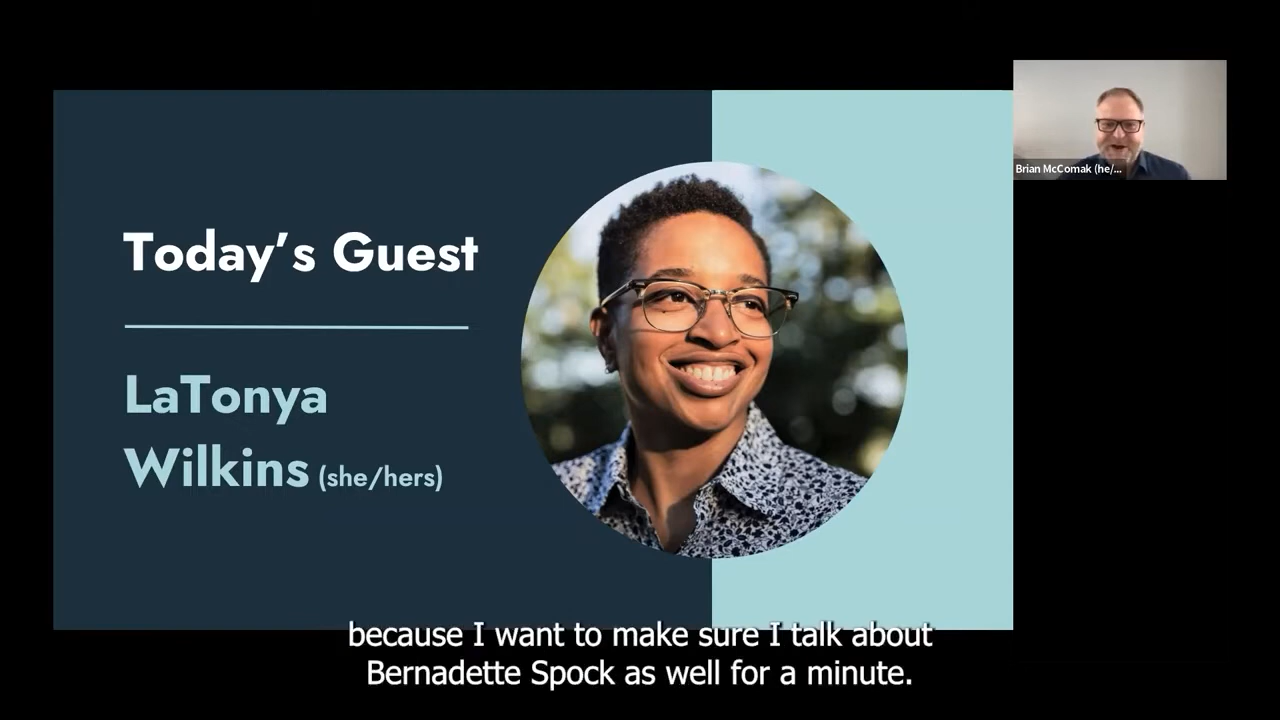 Today's Guest
LaTonya
Wilkins (she/hers)
Brian McComak (he/...
because I want to make sure I talk about
Bernadette Spock as well for a minute.